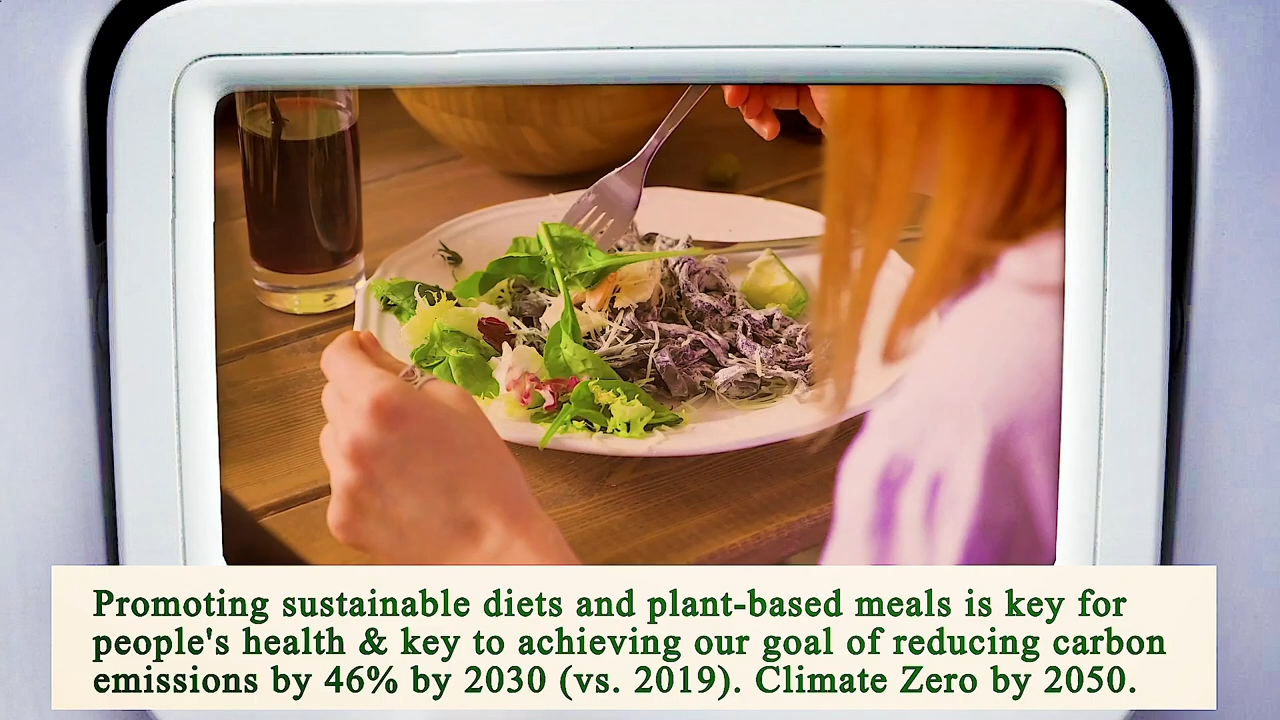 Promoting sustainable diets and plant-based meals is key for
people's health & key to achieving our goal of reducing carbon
emissions by 46% by 2030 (vs. 2019). Climate Zero by 2050.